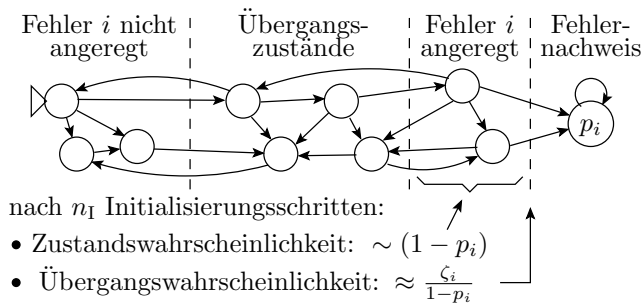 Fehler i nicht Übergangs- Fehler i Fehler-
angeregt zustände angeregt nachweis
p_i
nach n_I Initialisierungsschritten:
• Zustandswahrscheinlichkeit: ∼ (1 − p_i)
• Übergangswahrscheinlichkeit: ≈ ζ_i/(1−p_i)